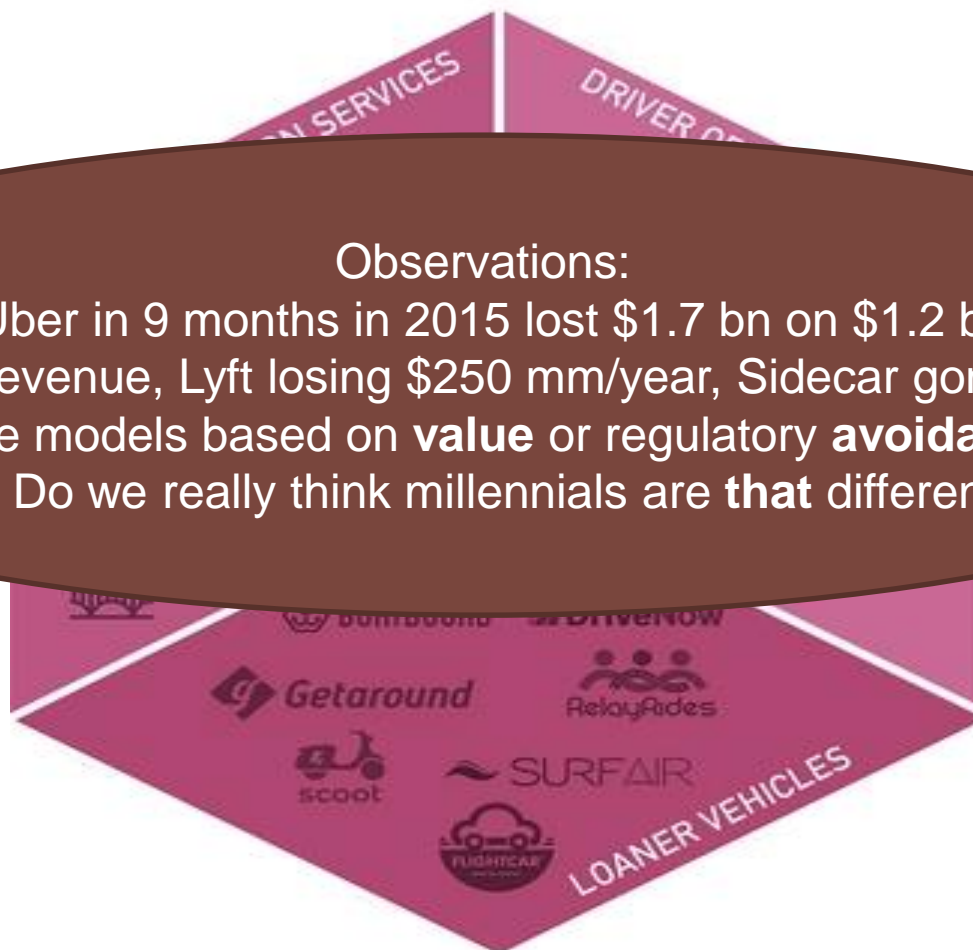 N SERVICES
DRIVER
Observations:
Uber in 9 months in 2015 lost $1.7 bn on $1.2 b
evenue, Lyft losing $250 mm/year, Sidecar gon
e models based on value or regulatory avoida
Do we really think millennials are that differen
DriveNow
Getaround
RelayRides
scoot
SURFAIR
FLIGHTCAR
LOANER VEHICLES